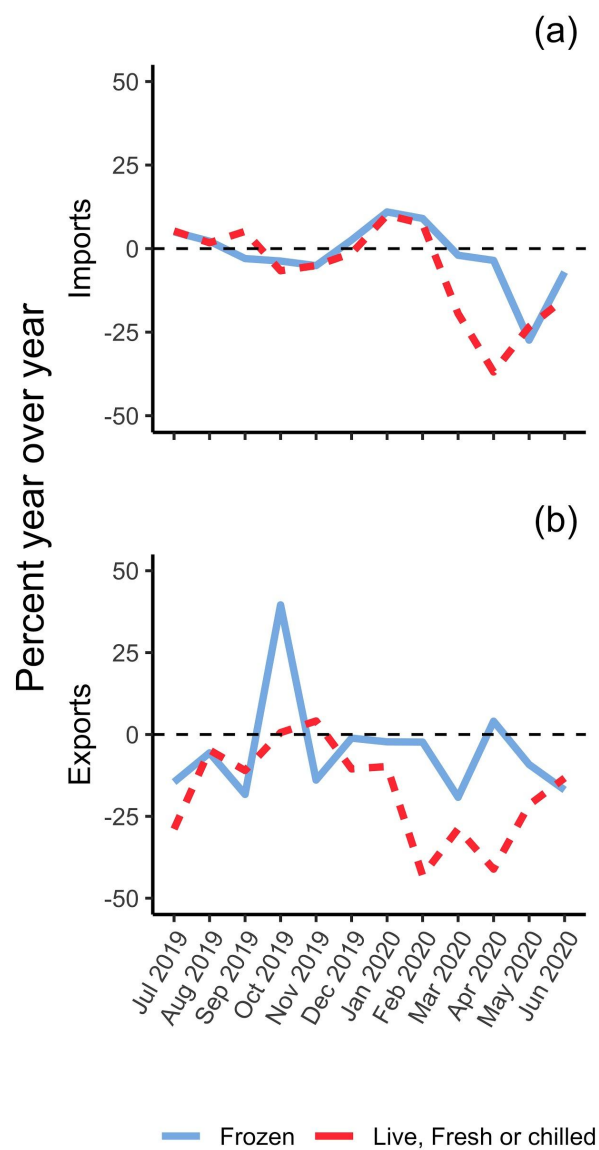 (a)
50
25
0
-25
-50
Imports
Percent year over year
(b)
50
25
0
-25
-50
Exports
Jul 2019
Aug 2019
Sep 2019
Oct 2019
Nov 2019
Dec 2019
Jan 2020
Feb 2020
Mar 2020
Apr 2020
May 2020
Jun 2020
Frozen
Live, Fresh or chilled